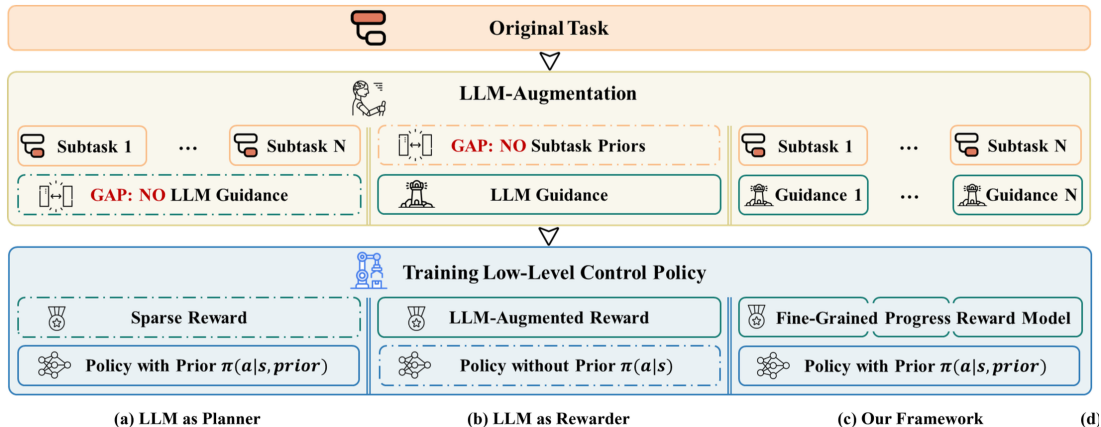 Original Task
LLM-Augmentation
Subtask 1 ... Subtask N
GAP: NO LLM Guidance
GAP: NO Subtask Priors
LLM Guidance
Subtask 1 ... Subtask N
Guidance 1 ... Guidance N
Training Low-Level Control Policy
Sparse Reward
Policy with Prior π(a|s, prior)
LLM-Augmented Reward
Policy without Prior π(a|s)
Fine-Grained Progress Reward Model
Policy with Prior π(a|s, prior)
(a) LLM as Planner
(b) LLM as Rewarder
(c) Our Framework
(d)